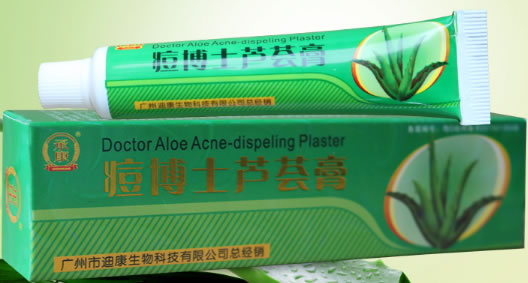 Doctor Aloe Acne-dispeling Plaster
痘博士芦荟膏
广州迪康生物科技有限公司总经销
Doctor Aloe Acne-dispeling Plaster
痘博士芦荟膏
广州市迪康生物科技有限公司总经销